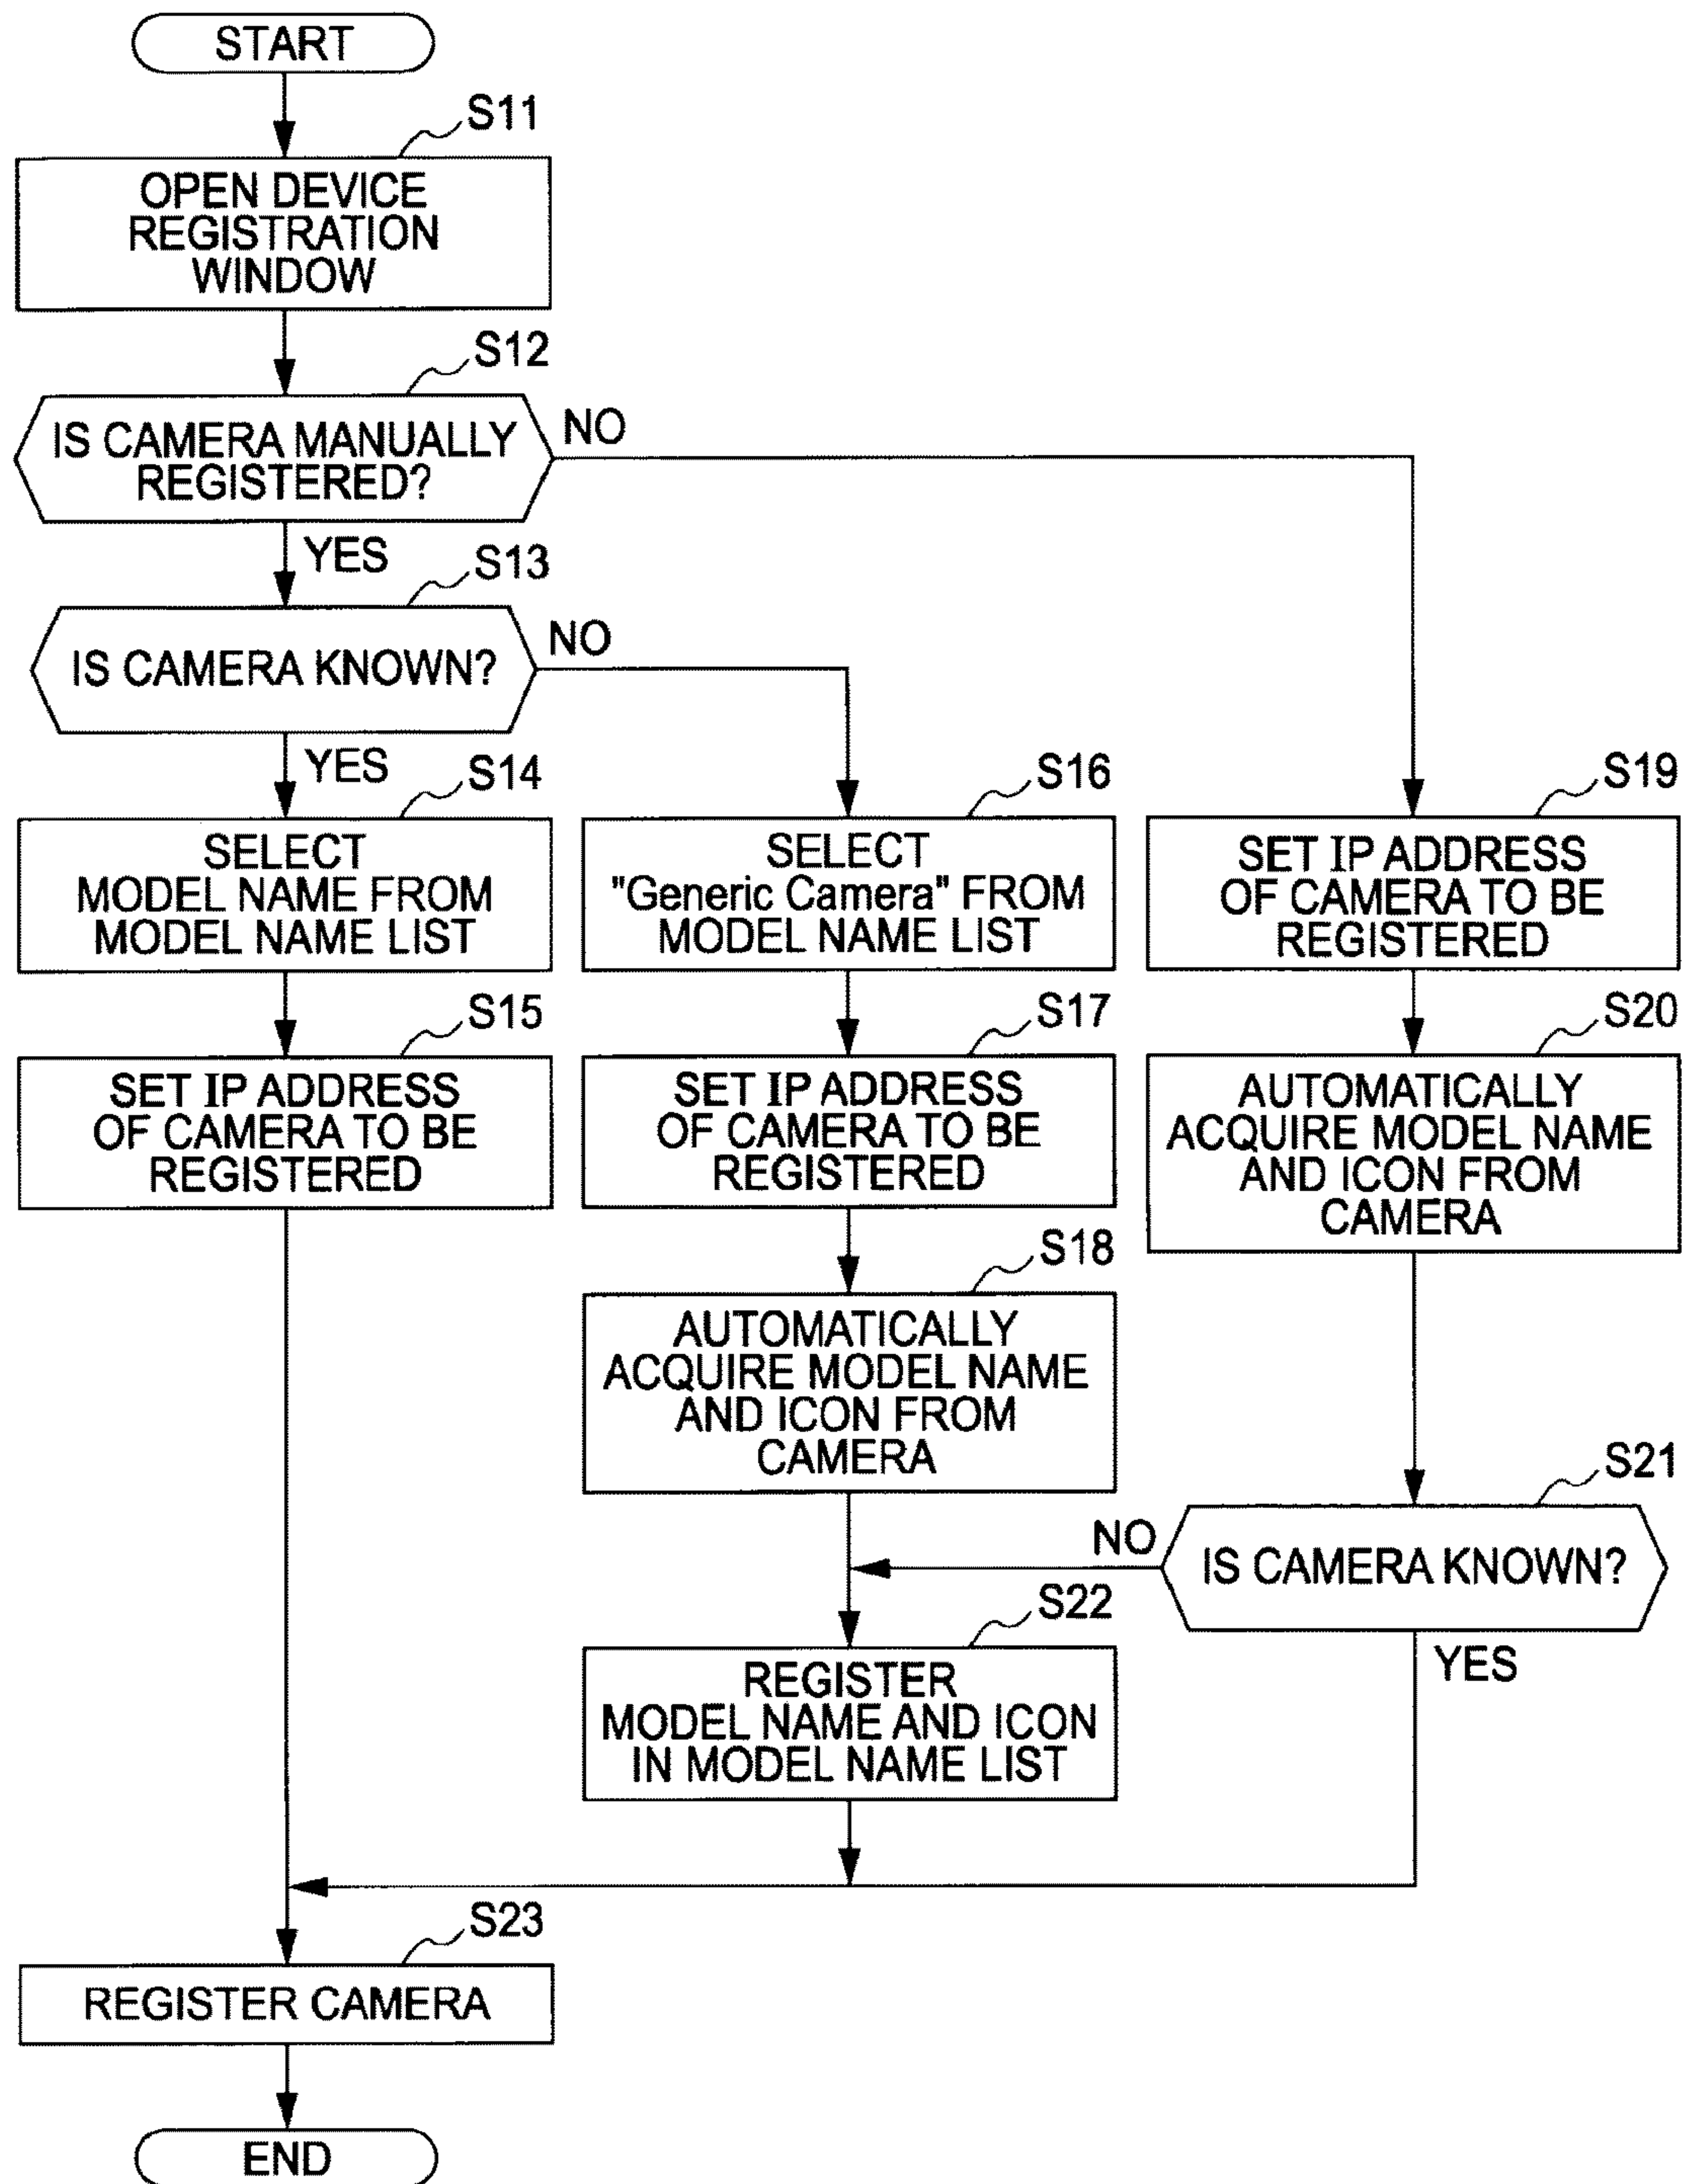 START
S11
OPEN DEVICE
REGISTRATION
WINDOW
S12
IS CAMERA MANUALLY
REGISTERED?
NO
YES
S13
IS CAMERA KNOWN?
NO
YES
S14
SELECT
MODEL NAME FROM
MODEL NAME LIST
S16
SELECT
"Generic Camera" FROM
MODEL NAME LIST
S19
SET IP ADDRESS
OF CAMERA TO BE
REGISTERED
S15
SET IP ADDRESS
OF CAMERA TO BE
REGISTERED
S17
SET IP ADDRESS
OF CAMERA TO BE
REGISTERED
S20
AUTOMATICALLY
ACQUIRE MODEL NAME
AND ICON FROM
CAMERA
S18
AUTOMATICALLY
ACQUIRE MODEL NAME
AND ICON FROM
CAMERA
S21
IS CAMERA KNOWN?
NO
YES
S22
REGISTER
MODEL NAME AND ICON
IN MODEL NAME LIST
S23
REGISTER CAMERA
END